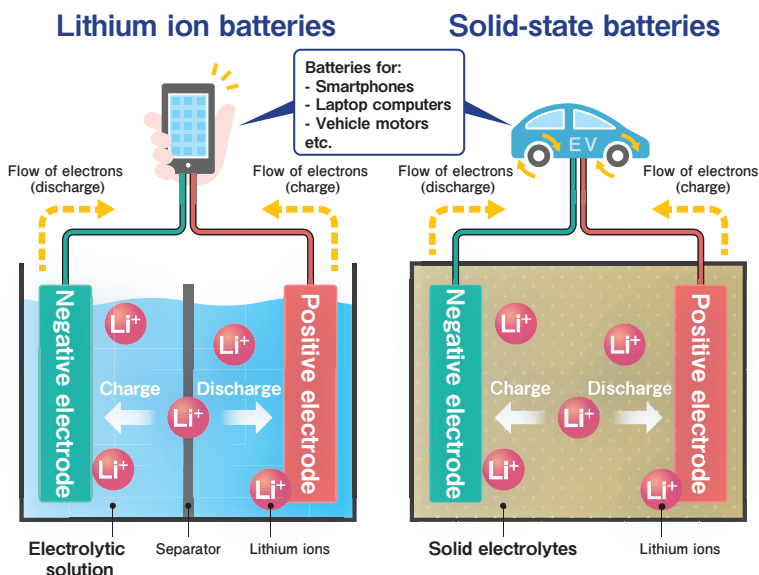 Lithium ion batteries
Solid-state batteries
Batteries for:
- Smartphones
- Laptop computers
- Vehicle motors
etc.
Flow of electrons
(discharge)
Flow of electrons
(charge)
EV
Flow of electrons
(discharge)
Flow of electrons
(charge)
Negative electrode
Li+
Li+
Positive electrode
Charge
Discharge
Li+
Li+
Li+
Electrolytic
solution
Separator
Lithium ions
Negative electrode
Li+
Li+
Positive electrode
Charge
Discharge
Li+
Li+
Li+
Solid electrolytes
Lithium ions